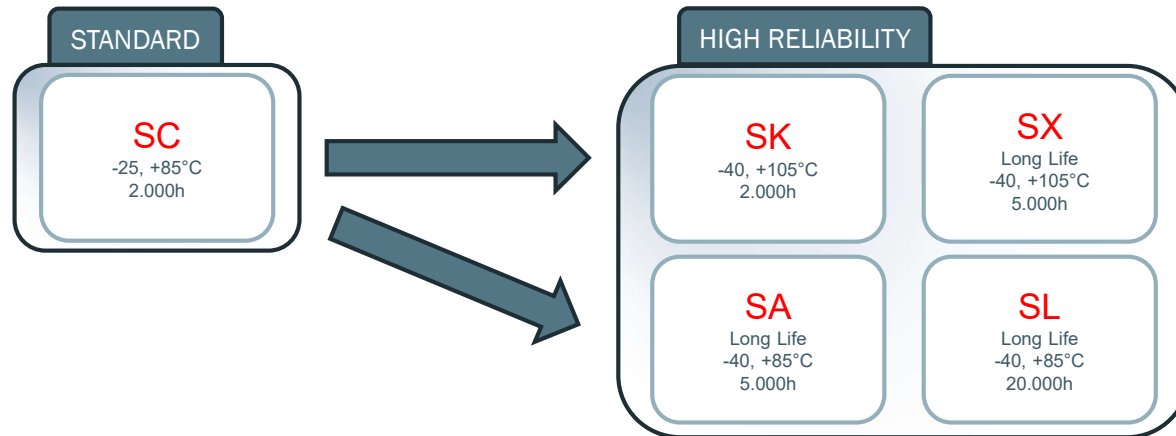 STANDARD
SC
-25, +85°C
2.000h
HIGH RELIABILITY
SK
-40, +105°C
2.000h
SX
Long Life
-40, +105°C
5.000h
SA
Long Life
-40, +85°C
5.000h
SL
Long Life
-40, +85°C
20.000h